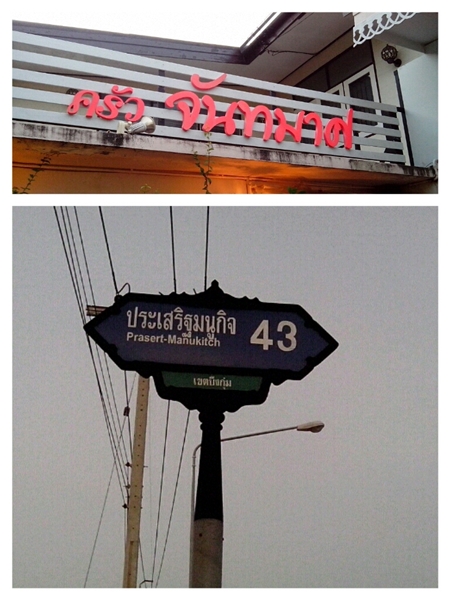 ครัว จันทมาศ
ประเสริฐมนูกิจ 43
Prasert-Manukitch
เขตบึงกุ่ม